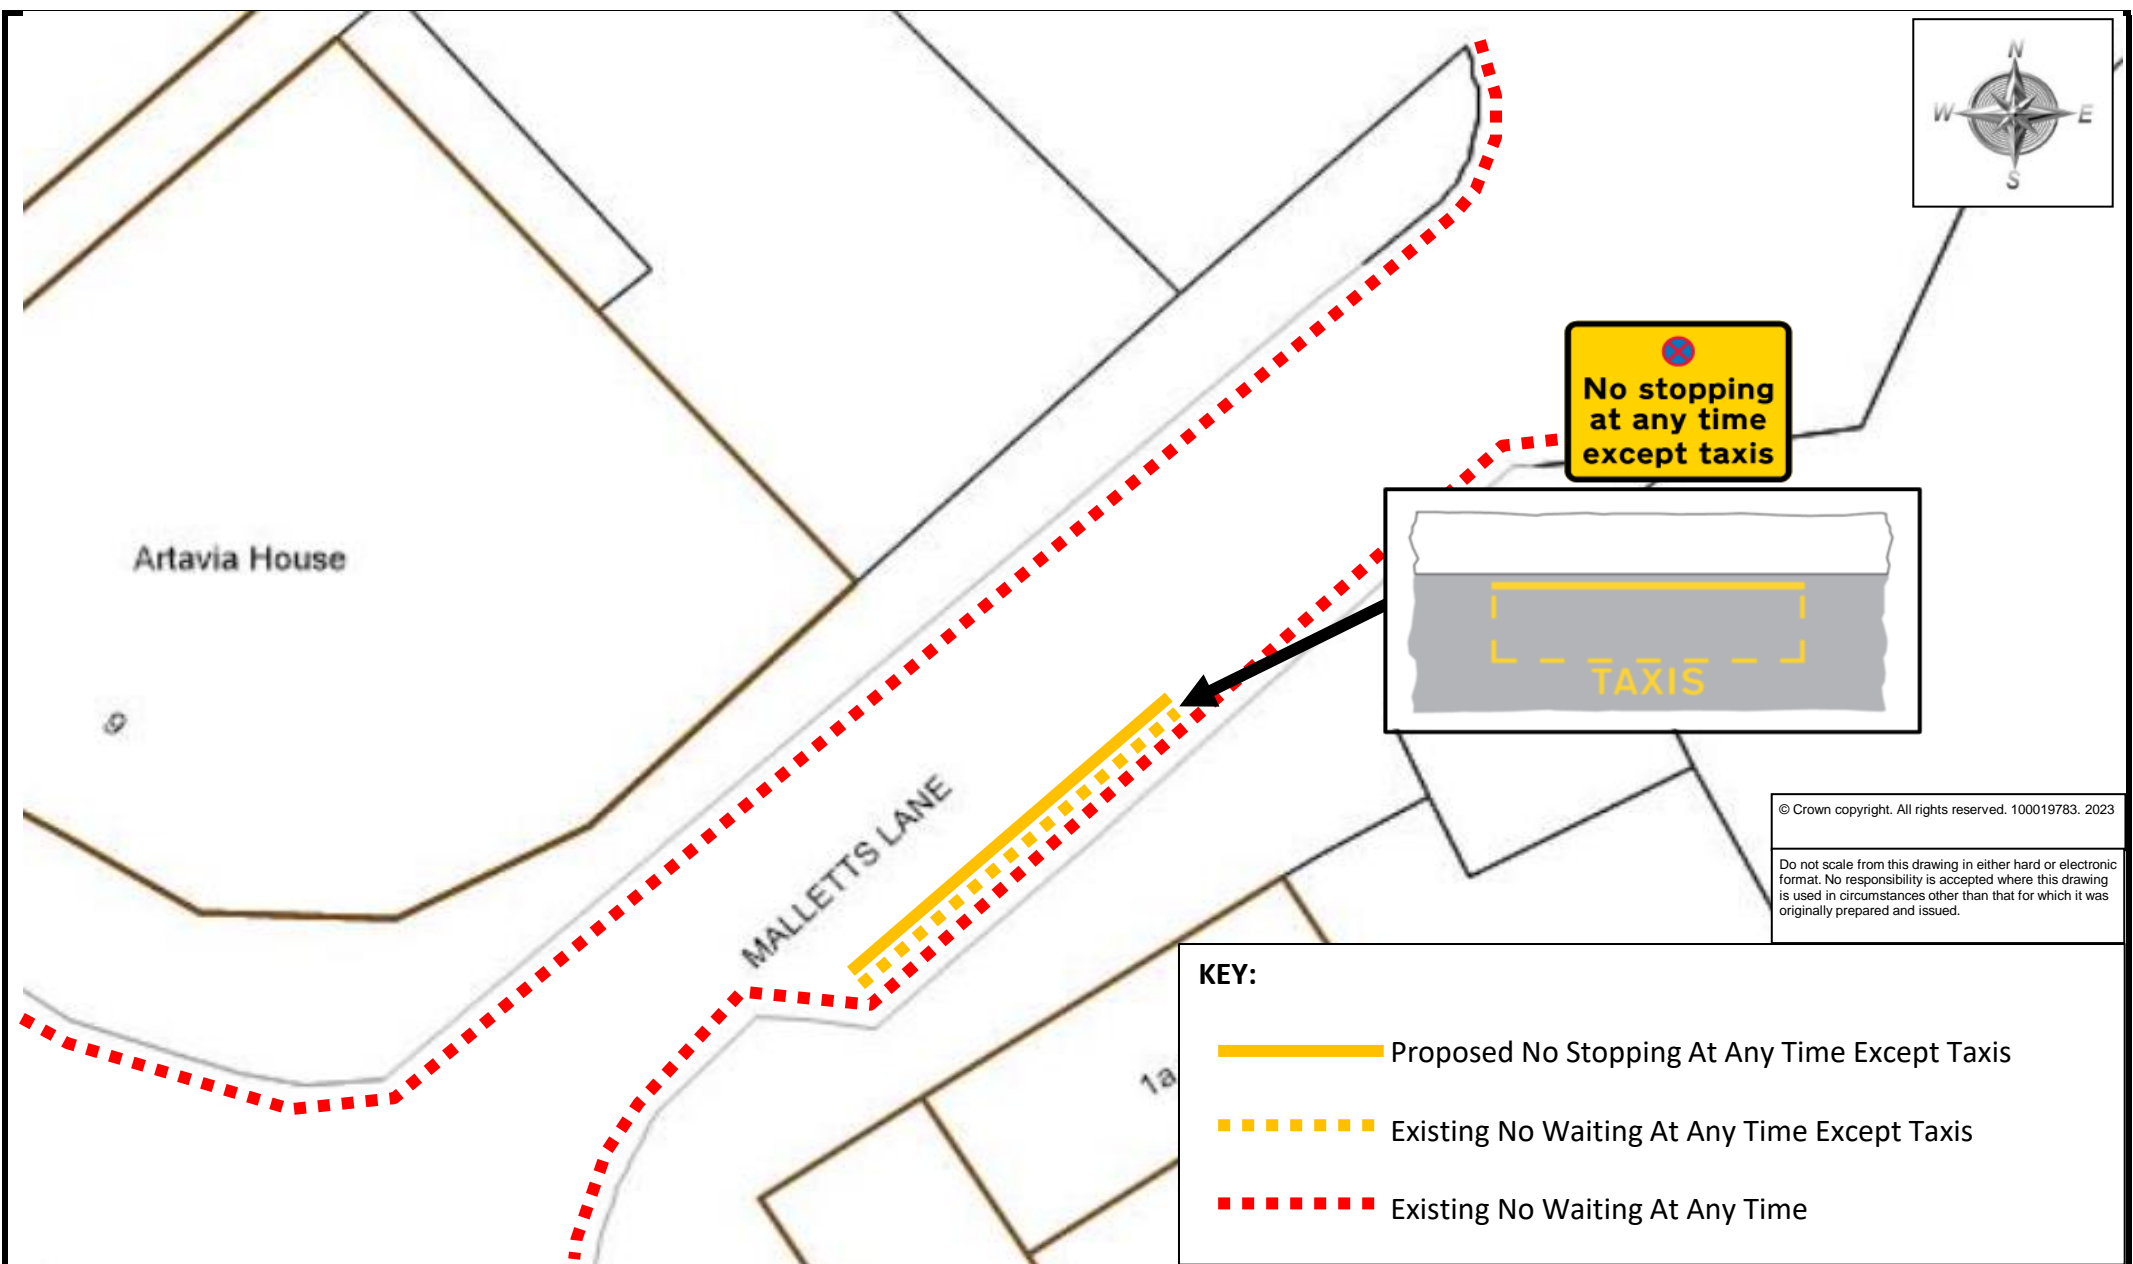 N
W
E
S
No stopping
at any time
except taxis
Artavia House
9
TAXIS
MALLETTS LANE
1a
© Crown copyright. All rights reserved. 100019783. 2023
Do not scale from this drawing in either hard or electronic
format. No responsibility is accepted where this drawing
is used in circumstances other than that for which it was
originally prepared and issued.
KEY:
Proposed No Stopping At Any Time Except Taxis
Existing No Waiting At Any Time Except Taxis
Existing No Waiting At Any Time